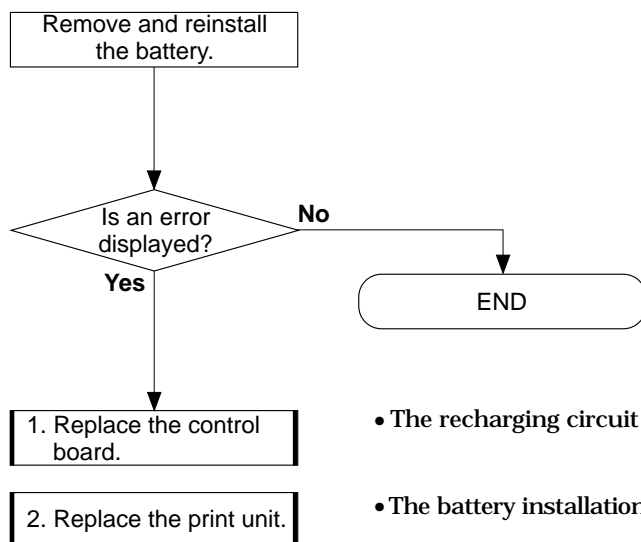 Remove and reinstall
the battery.
Is an error
displayed?
No
Yes
END
1. Replace the control
board.
• The recharging circuit
2. Replace the print unit.
• The battery installation